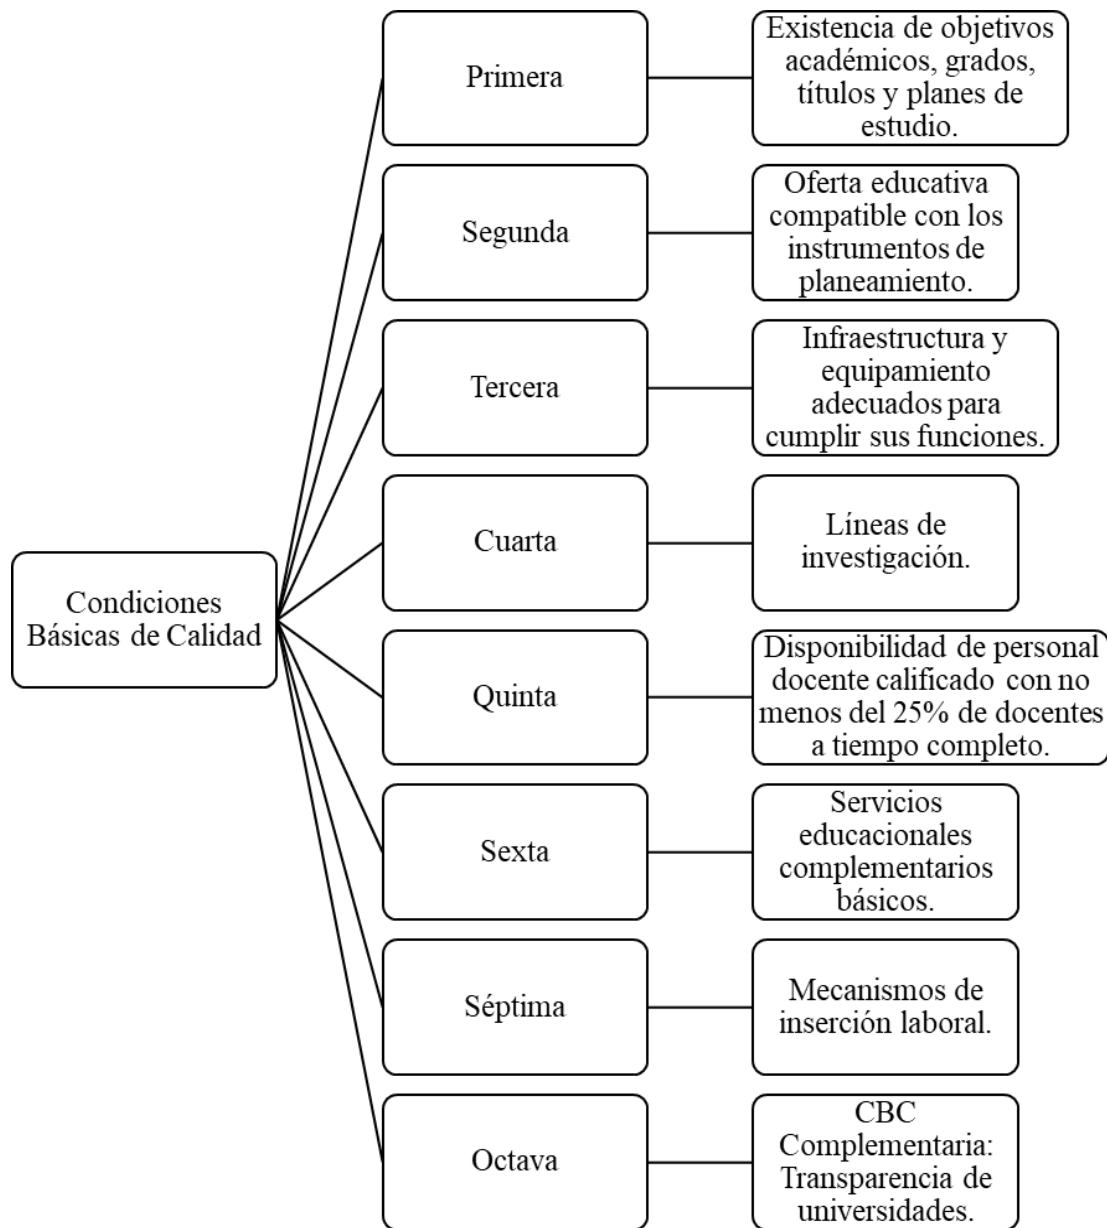 Condiciones
Básicas de Calidad
Primera
Existencia de objetivos
académicos, grados,
títulos y planes de
estudio.
Segunda
Oferta educativa
compatible con los
instrumentos de
planeamiento.
Tercera
Infraestructura y
equipamiento
adecuados para
cumplir sus funciones.
Cuarta
Líneas de
investigación.
Quinta
Disponibilidad de personal
docente calificado con no
menos del 25% de docentes
a tiempo completo.
Sexta
Servicios
educacionales
complementarios
básicos.
Séptima
Mecanismos de
inserción laboral.
Octava
CBC
Complementaria:
Transparencia de
universidades.